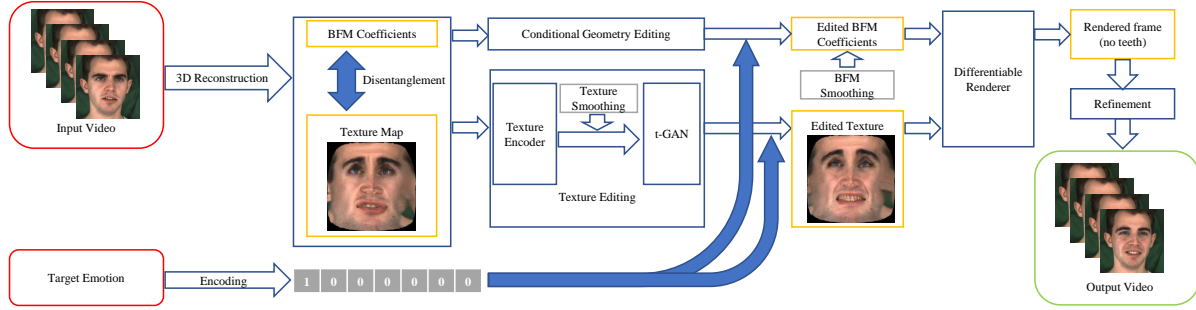 Input Video
3D Reconstruction
BFM Coefficients
Disentanglement
Texture Map
Conditional Geometry Editing
Texture
Encoder
Texture
Smoothing
t-GAN
Texture Editing
Edited BFM
Coefficients
BFM
Smoothing
Edited Texture
Differentiable
Renderer
Rendered frame
(no teeth)
Refinement
Output Video
Target Emotion
Encoding
1 0 0 0 0 0 0